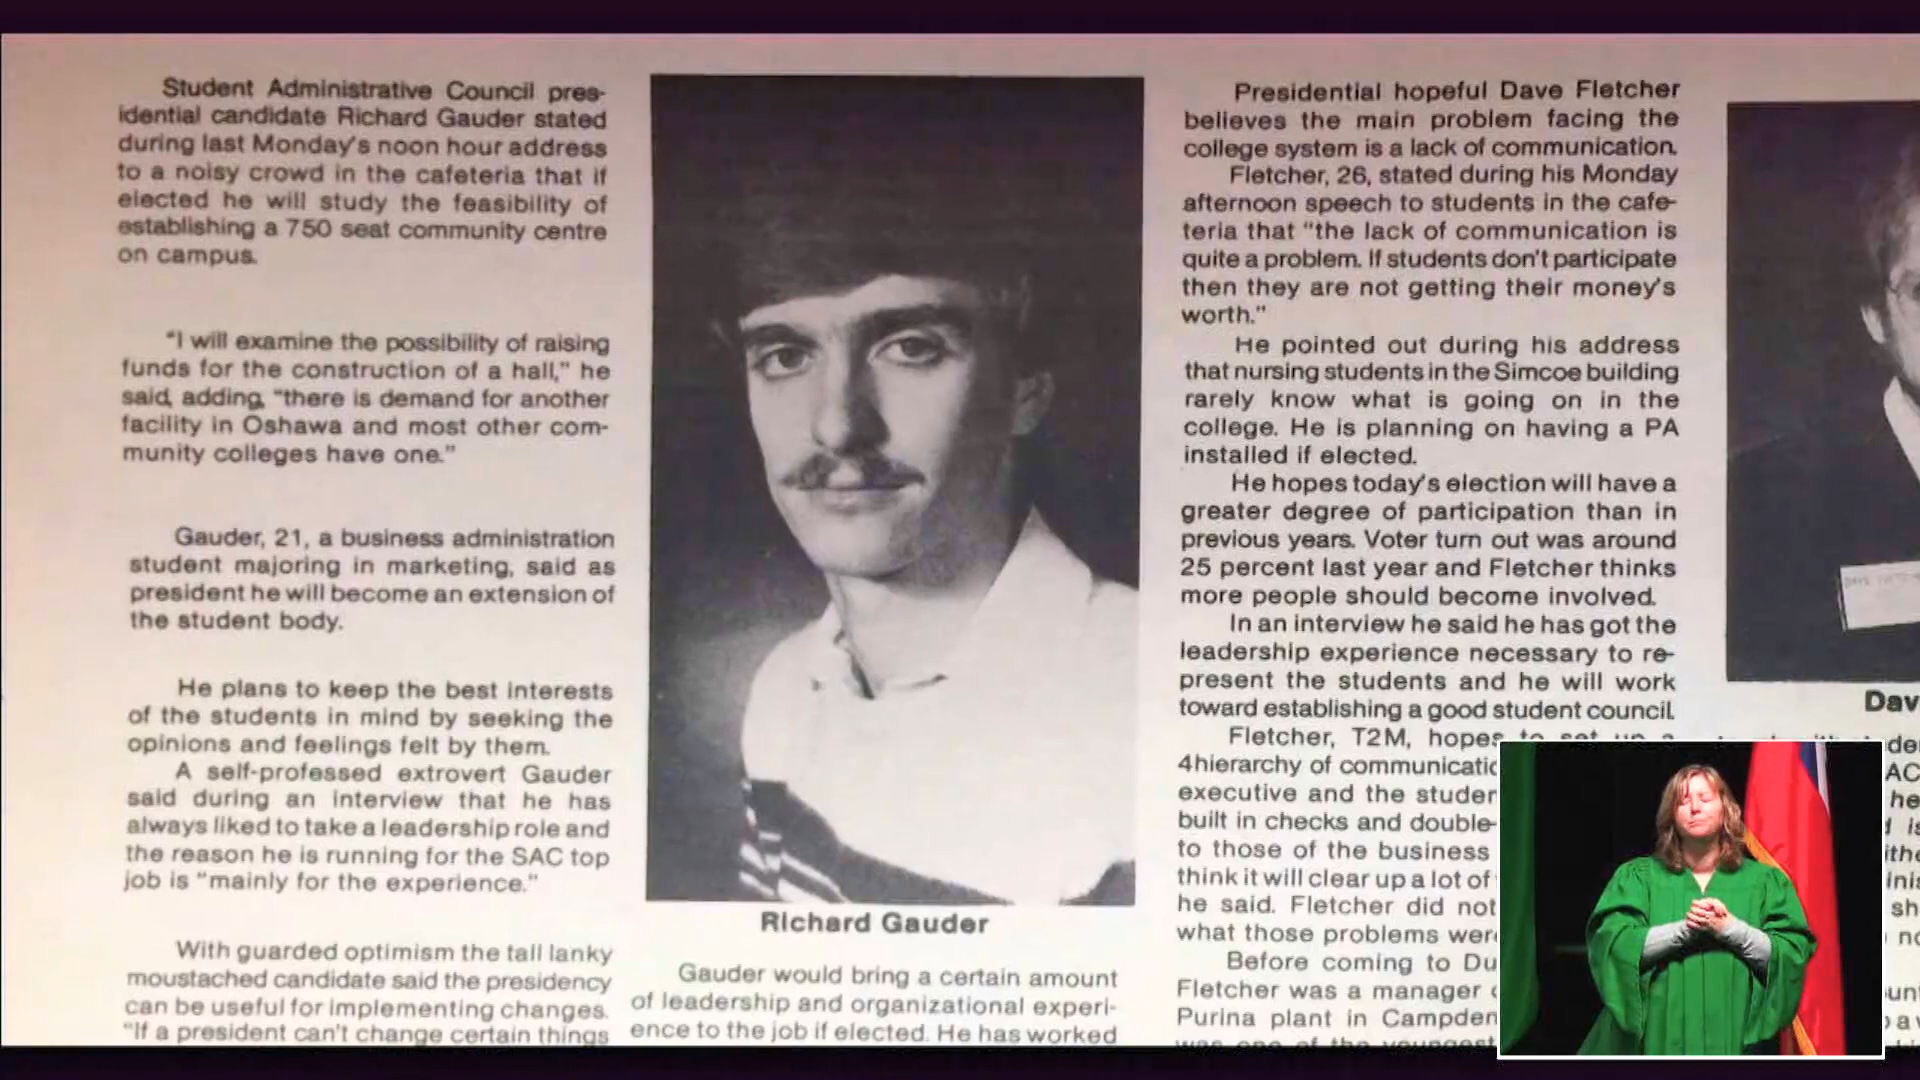 Student Administrative Council pres-
idential candidate Richard Gauder stated
during last Monday's noon hour address
to a noisy crowd in the cafeteria that if
elected he will study the feasibility of
establishing a 750 seat community centre
on campus.
"I will examine the possibility of raising
funds for the construction of a hall," he
said, adding, "there is demand for another
facility in Oshawa and most other com-
munity colleges have one."
Gauder, 21, a business administration
student majoring in marketing, said as
president he will become an extension of
the student body.
He plans to keep the best interests
of the students in mind by seeking the
opinions and feelings felt by them.
A self-professed extrovert Gauder
said during an interview that he has
always liked to take a leadership role and
the reason he is running for the SAC top
job is "mainly for the experience."
With guarded optimism the tall lanky
moustached candidate said the presidency
can be useful for implementing changes.
"If a president can't change certain things
Richard Gauder
Gauder would bring a certain amount
of leadership and organizational experi-
ence to the job if elected. He has worked
Presidential hopeful Dave Fletcher
believes the main problem facing the
college system is a lack of communication.
Fletcher, 26, stated during his Monday
afternoon speech to students in the cafe-
teria that "the lack of communication is
quite a problem. If students don't participate
then they are not getting their money's
worth."
He pointed out during his address
that nursing students in the Simcoe building
rarely know what is going on in the
college. He is planning on having a PA
installed if elected.
He hopes today's election will have a
greater degree of participation than in
previous years. Voter turn out was around
25 percent last year and Fletcher thinks
more people should become involved.
In an interview he said he has got the
leadership experience necessary to re-
present the students and he will work
toward establishing a good student council.
Fletcher, T2M, hopes to set up a
4hierarchy of communicatio
executive and the studen
built in checks and double-
to those of the business
think it will clear up a lot of
he said. Fletcher did not
what those problems were
Before coming to Du
Fletcher was a manager
Purina plant in Campden
was one of the youngest
Dav